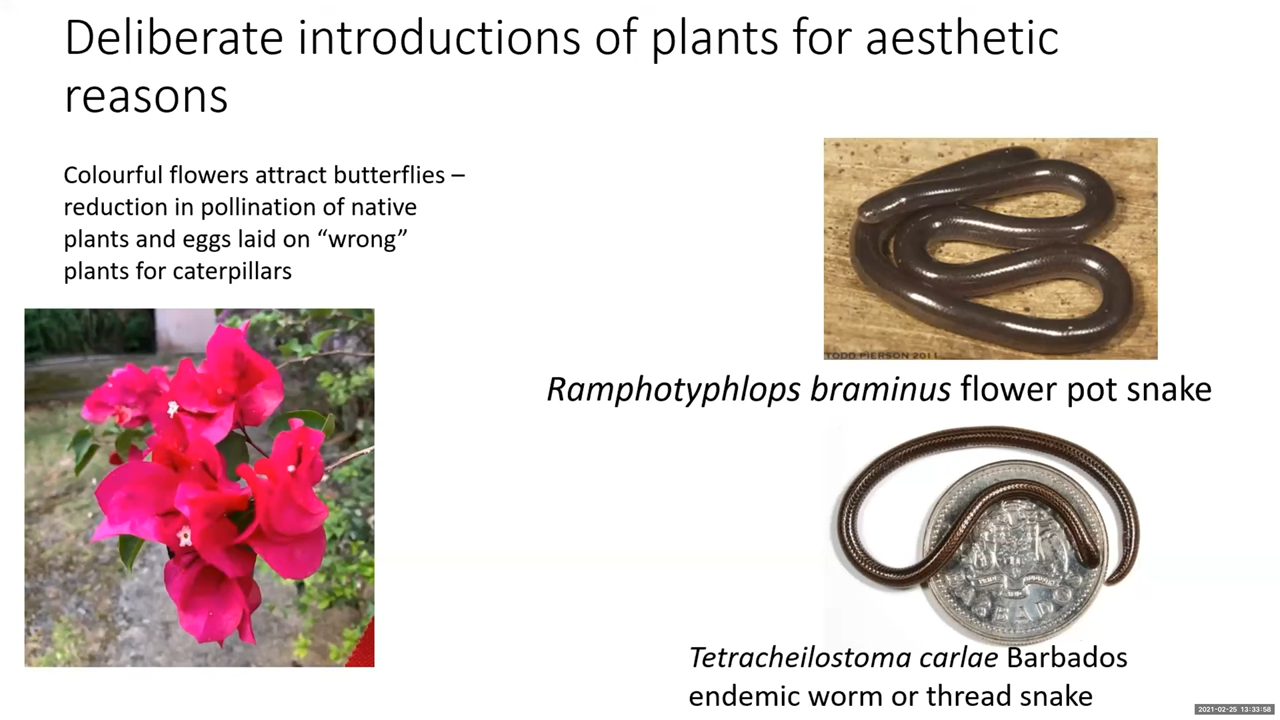 Deliberate introductions of plants for aesthetic
reasons
Colourful flowers attract butterflies –
reduction in pollination of native
plants and eggs laid on “wrong”
plants for caterpillars
TODD PIERSON 2011
Ramphotyphlops braminus flower pot snake
BARBADOS
Tetracheilostoma carlae Barbados
endemic worm or thread snake
2021-02-25 13:33:58